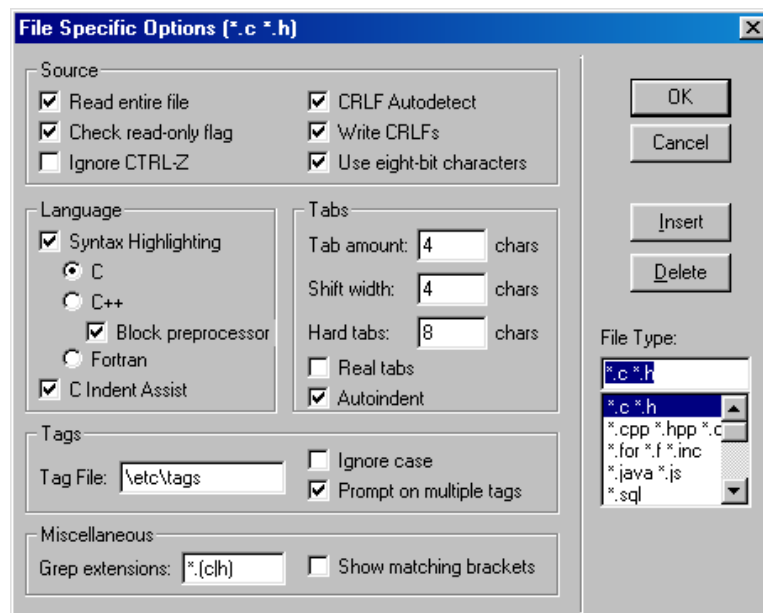 File Specific Options (*.c *.h)
Source
Read entire file
CRLF Autodetect
Check read-only flag
Write CRLFs
Ignore CTRL-Z
Use eight-bit characters
Language
Syntax Highlighting
C
C++
Block preprocessor
Fortran
C Indent Assist
Tabs
Tab amount: 4 chars
Shift width: 4 chars
Hard tabs: 8 chars
Real tabs
Autoindent
Tags
Tag File: \etc\tags
Ignore case
Prompt on multiple tags
Miscellaneous
Grep extensions: *.(c|h)
Show matching brackets
OK
Cancel
Insert
Delete
File Type:
*.c *.h
*.c *.h
*.cpp *.hpp *.c
*.for *.f *.inc
*.java *.js
*.sql